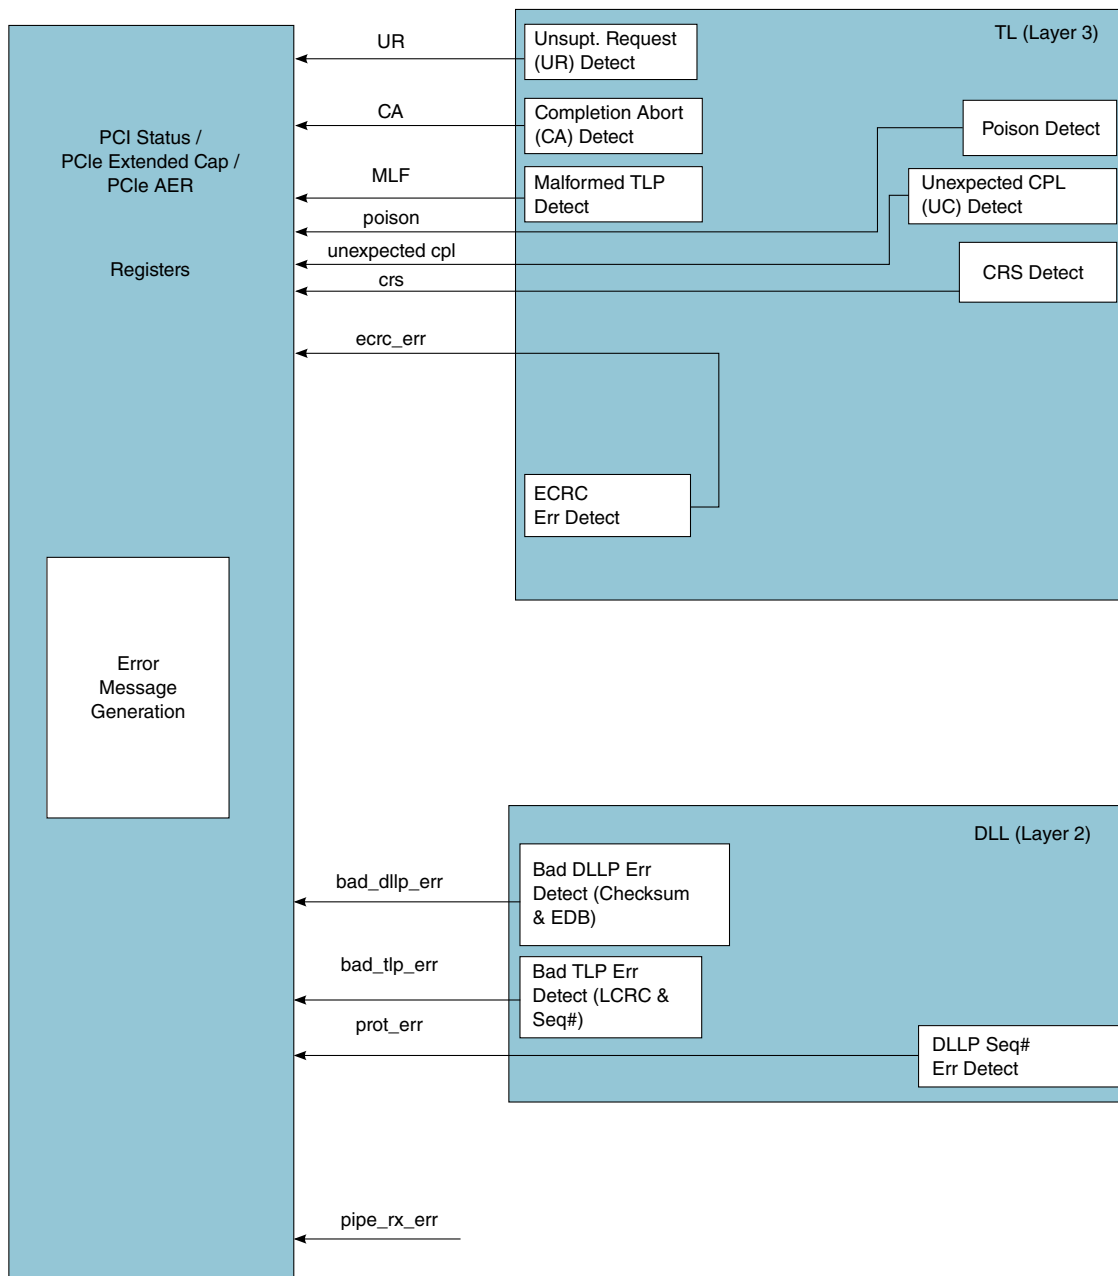 TL (Layer 3)
UR
Unsupt. Request
(UR) Detect
CA
Completion Abort
(CA) Detect
Poison Detect
PCI Status /
PCIe Extended Cap /
PCIe AER
MLF
Malformed TLP
Detect
Unexpected CPL
(UC) Detect
poison
unexpected cpl
Registers
crs
CRS Detect
ecrc_err
ECRC
Err Detect
Error
Message
Generation
DLL (Layer 2)
bad_dllp_err
Bad DLLP Err
Detect (Checksum
& EDB)
bad_tlp_err
Bad TLP Err
Detect (LCRC &
Seq#)
prot_err
DLLP Seq#
Err Detect
pipe_rx_err